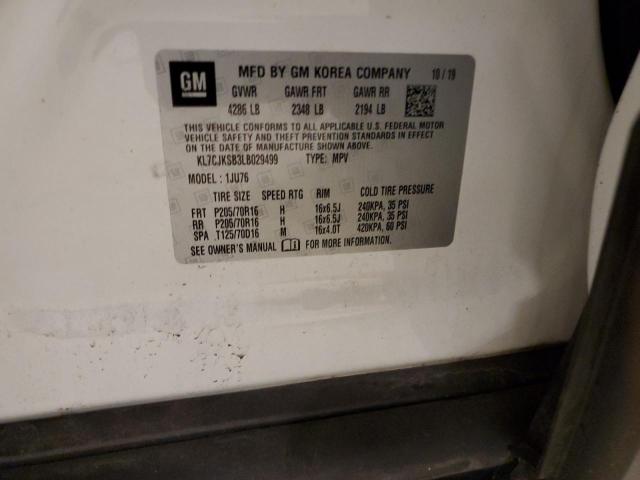 GM
MFD BY GM KOREA COMPANY 10 / 19
GVWR GAWR FRT GAWR RR
4286 LB 2348 LB 2194 LB
THIS VEHICLE CONFORMS TO ALL APPLICABLE U.S. FEDERAL MOTOR
VEHICLE SAFETY AND THEFT PREVENTION STANDARDS IN EFFECT
ON THE DATE OF MANUFACTURE SHOWN ABOVE.
KL7CJKSB3LB029499 TYPE: MPV
MODEL : 1JU76
TIRE SIZE SPEED RTG RIM COLD TIRE PRESSURE
FRT P205/70R16 H 16x6.5J 240KPA, 35 PSI
RR P205/70R16 H 16x6.5J 240KPA, 35 PSI
SPA T125/70D16 M 16x4.0T 420KPA, 60 PSI
SEE OWNER'S MANUAL FOR MORE INFORMATION.